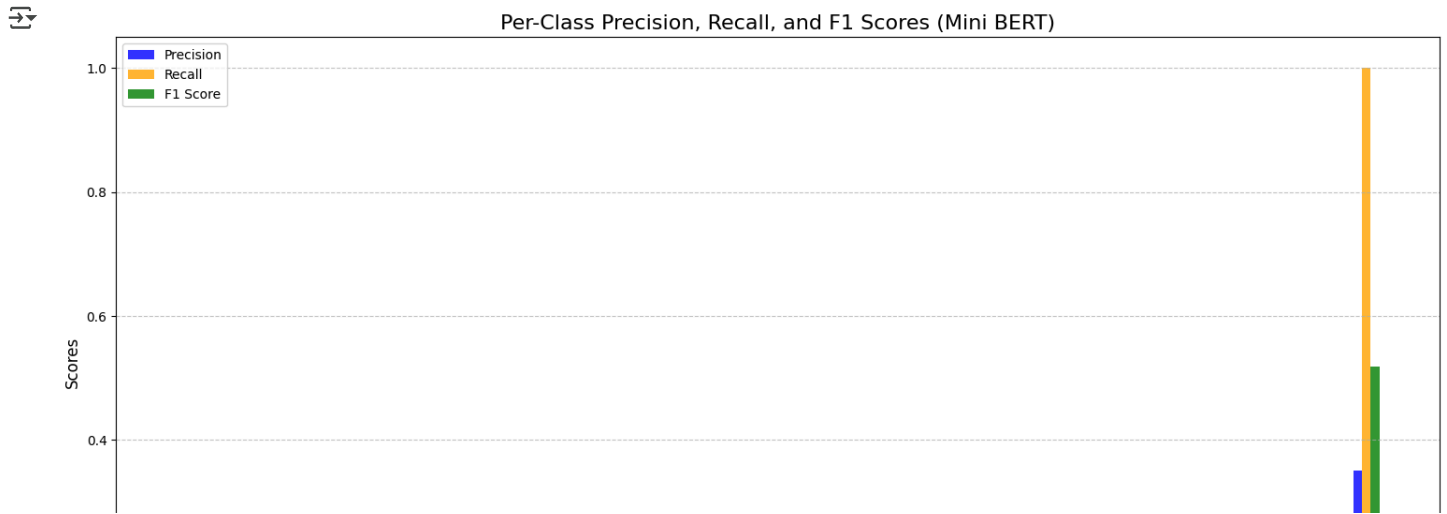 Per-Class Precision, Recall, and F1 Scores (Mini BERT)
Precision
Recall
F1 Score
1.0
0.8
0.6
0.4
Scores